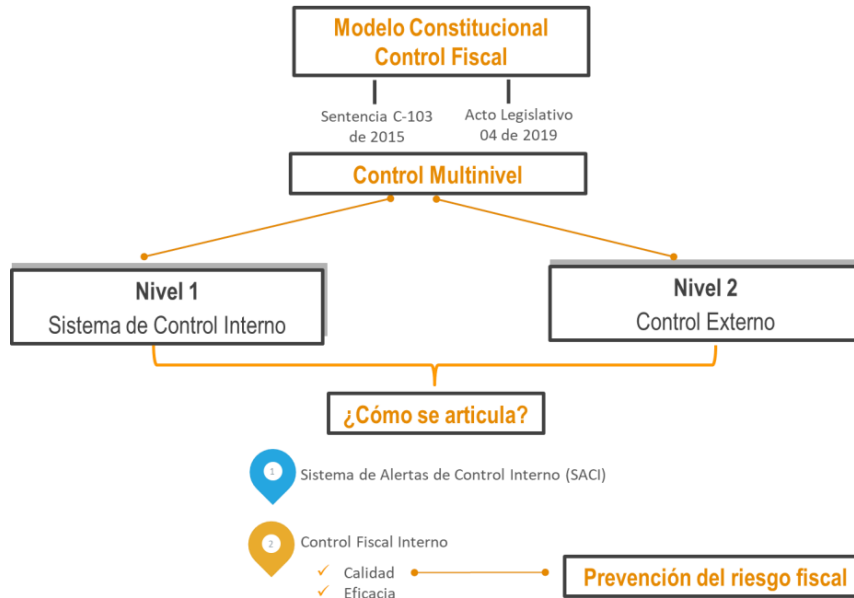 Modelo Constitucional
Control Fiscal
Sentencia C-103
de 2015
Acto Legislativo
04 de 2019
Control Multinivel
Nivel 1
Sistema de Control Interno
Nivel 2
Control Externo
¿Cómo se articula?
1
Sistema de Alertas de Control Interno (SACI)
2
Control Fiscal Interno
Calidad
Eficacia
Prevención del riesgo fiscal